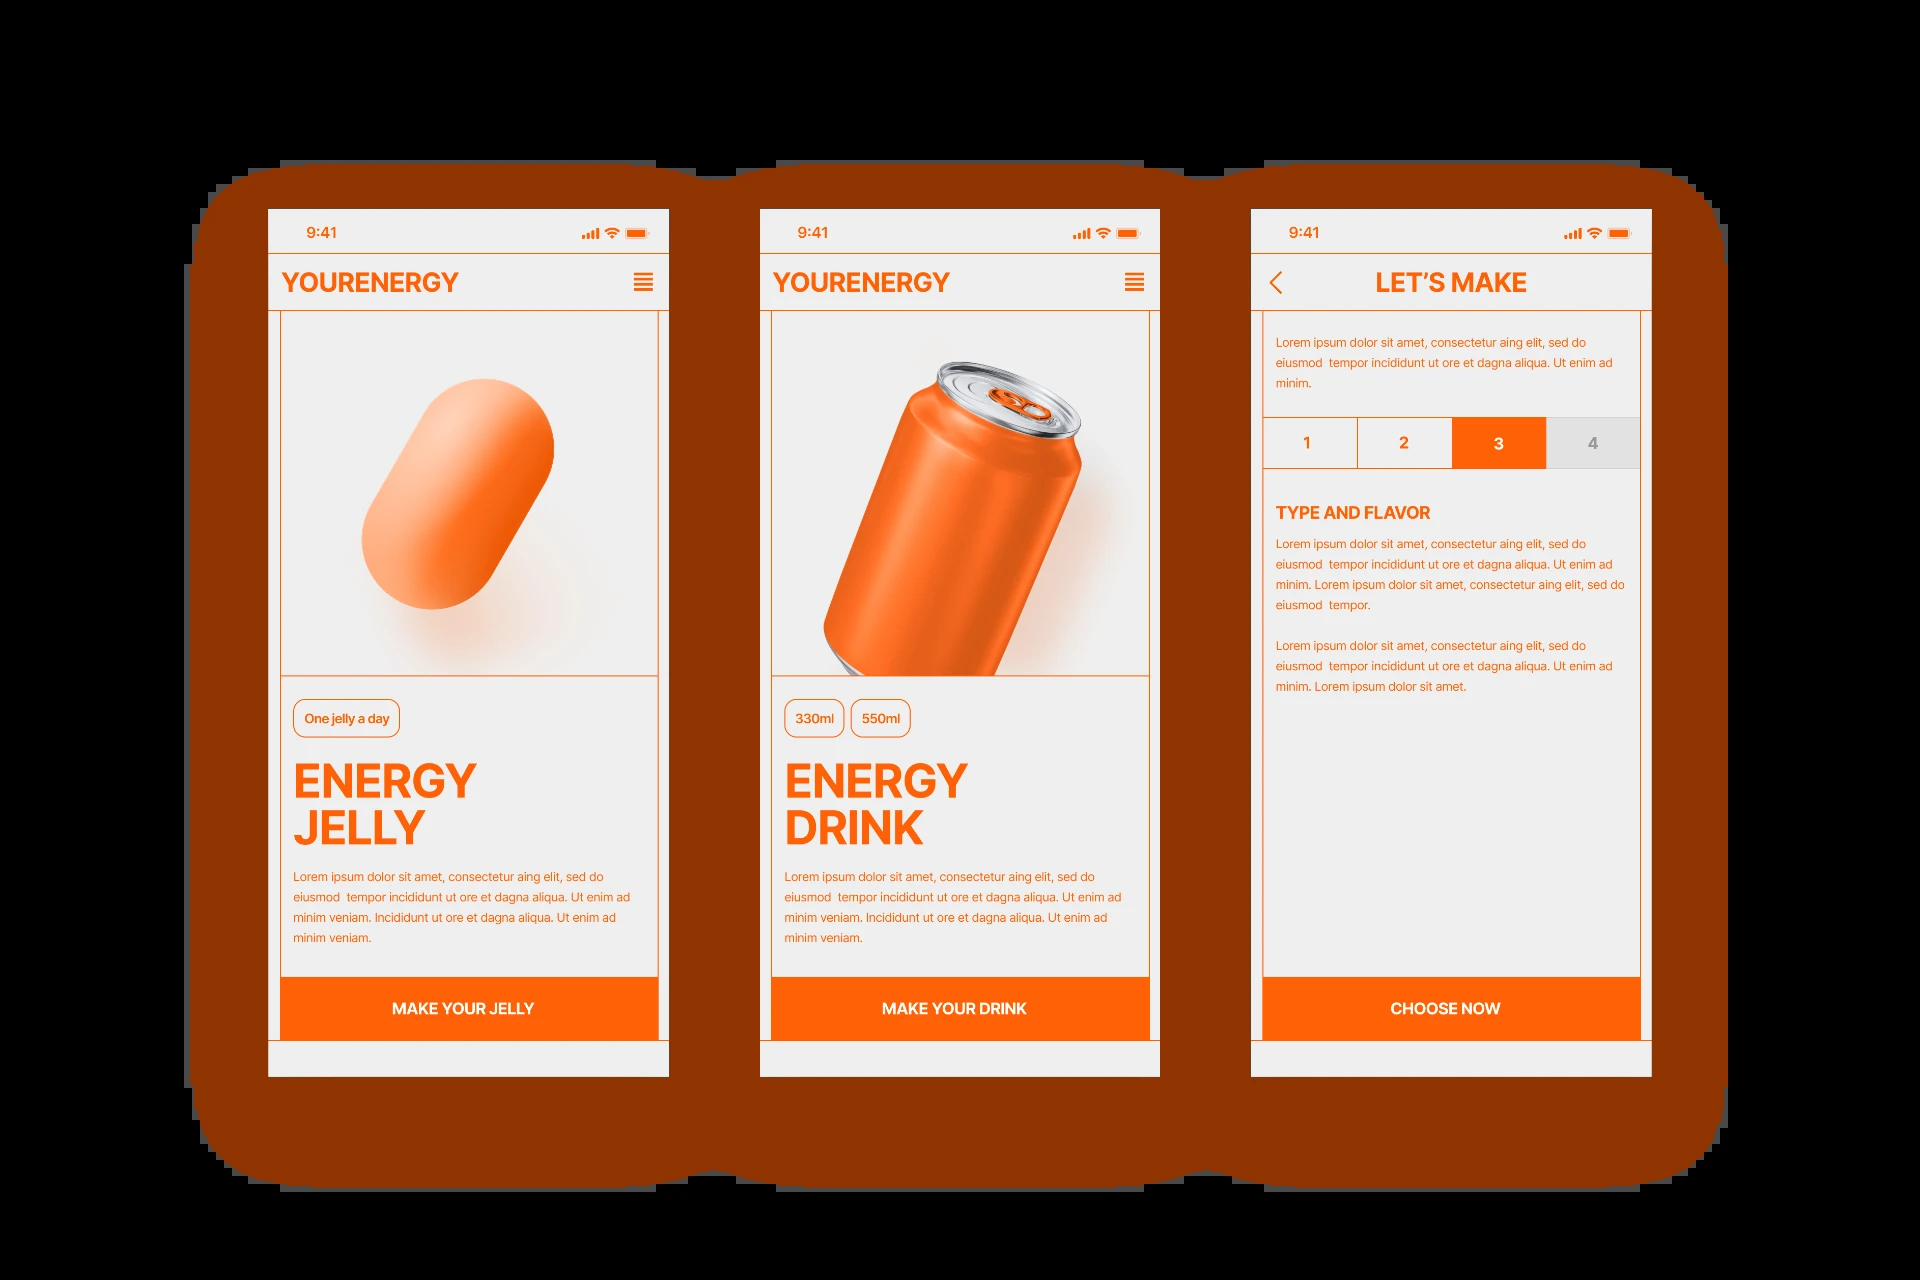 9:41
YOURENERGY
One jelly a day
ENERGY
JELLY
Lorem ipsum dolor sit amet, consectetur aing elit, sed do
eiusmod  tempor incididunt ut ore et dagna aliqua. Ut enim ad
minim veniam. Incididunt ut ore et dagna aliqua. Ut enim ad
minim veniam.
MAKE YOUR JELLY
9:41
YOURENERGY
330ml
550ml
ENERGY
DRINK
Lorem ipsum dolor sit amet, consectetur aing elit, sed do
eiusmod  tempor incididunt ut ore et dagna aliqua. Ut enim ad
minim veniam. Incididunt ut ore et dagna aliqua. Ut enim ad
minim veniam.
MAKE YOUR DRINK
9:41
LET’S MAKE
Lorem ipsum dolor sit amet, consectetur aing elit, sed do
eiusmod  tempor incididunt ut ore et dagna aliqua. Ut enim ad
minim.
1 2 3 4
TYPE AND FLAVOR
Lorem ipsum dolor sit amet, consectetur aing elit, sed do
eiusmod  tempor incididunt ut ore et dagna aliqua. Ut enim ad
minim. Lorem ipsum dolor sit amet, consectetur aing elit, sed do
eiusmod  tempor.
Lorem ipsum dolor sit amet, consectetur aing elit, sed do
eiusmod  tempor incididunt ut ore et dagna aliqua. Ut enim ad
minim. Lorem ipsum dolor sit amet.
CHOOSE NOW